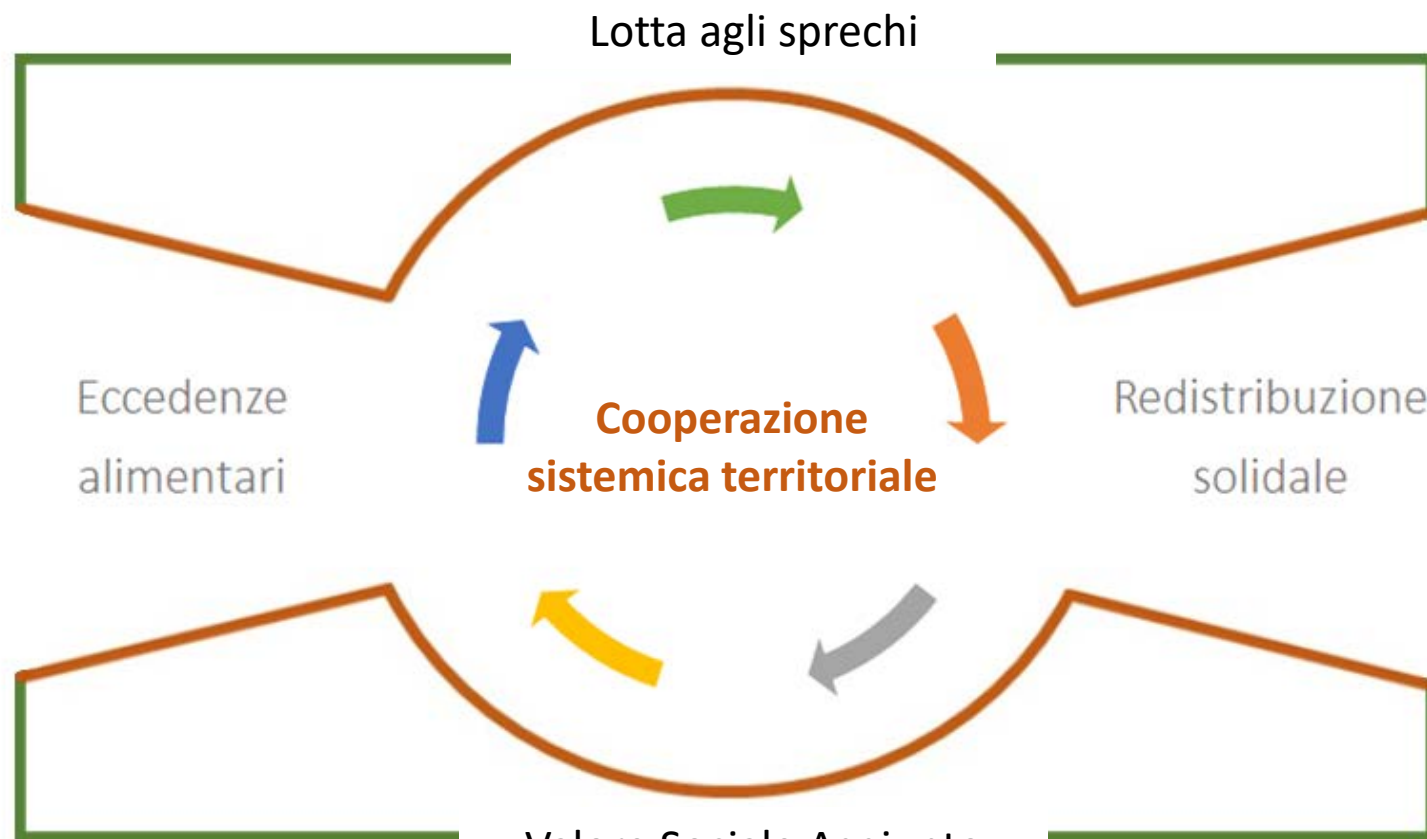 Lotta agli sprechi
Eccedenze
alimentari
Cooperazione
sistemica territoriale
Redistribuzione
solidale
Valore Sociale Aggiunto